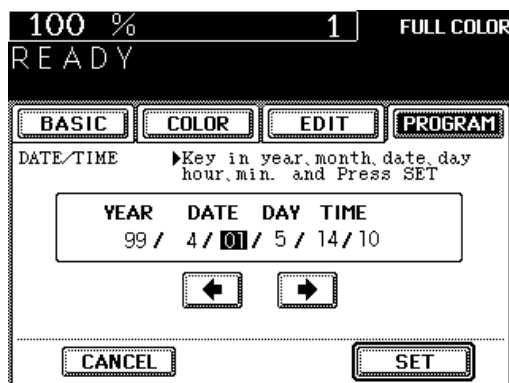 100 % 1 FULL COLOR
READY
BASIC COLOR EDIT PROGRAM
DATE/TIME ▶Key in year,month,date,day
hour,min. and Press SET
YEAR DATE DAY TIME
99 / 4 / 01 / 5 / 14 / 10
CANCEL SET